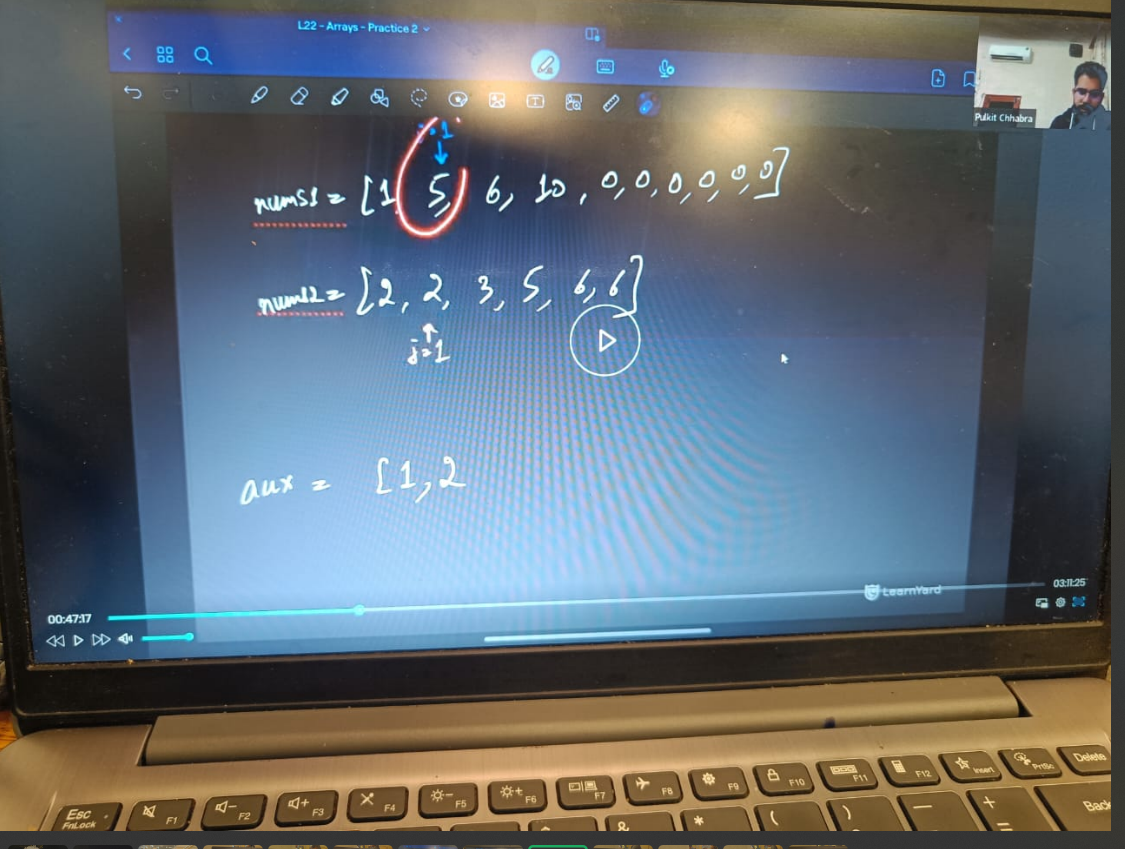 L22 - Arrays - Practice 2
Pulkit Chhabra
=1
nums1 = [1, 5, 6, 10, 0, 0, 0, 0, 0, 0]
nums2 = [2, 2, 3, 5, 6, 6]
j=1
aux = [1, 2
LearnYard
00:47:17
03:11:25
Esc
FnLock
F1
F2
F3
F4
F5
F6
F7
F8
F9
F10
F11
F12
Insert
PrtSc
Delete
&
*
(
)
—
+
=
Back